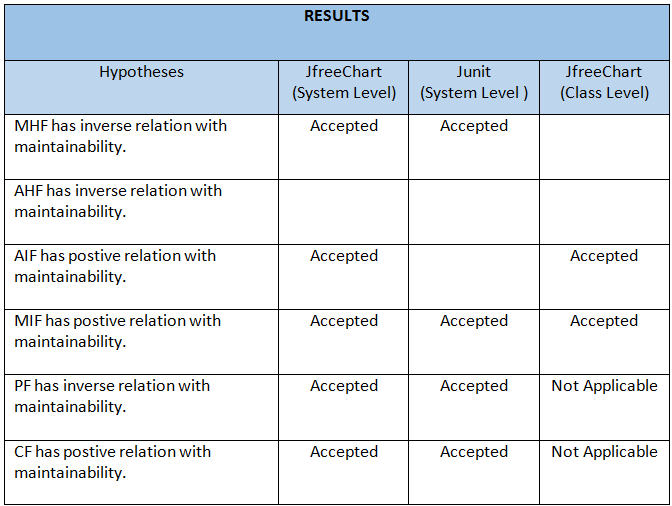 RESULTS
Hypotheses
JfreeChart
(System Level)
Junit
(System Level )
JfreeChart
(Class Level)
MHF has inverse relation with
maintainability.
Accepted
Accepted
AHF has inverse relation with
maintainability.
AIF has postive relation with
maintainability.
Accepted
Accepted
MIF has postive relation with
maintainability.
Accepted
Accepted
Accepted
PF has inverse relation with
maintainability.
Accepted
Accepted
Not Applicable
CF has postive relation with
maintainability.
Accepted
Accepted
Not Applicable